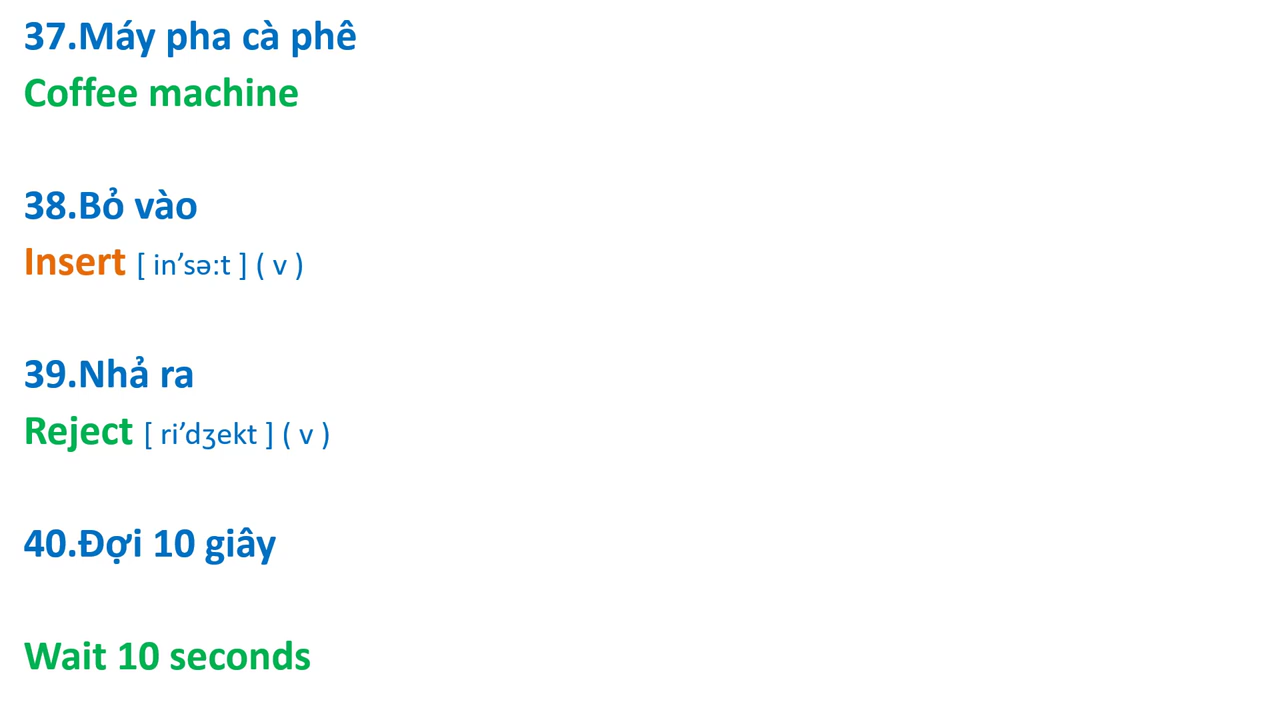 37.Máy pha cà phê
Coffee machine
38.Bỏ vào
Insert [ in’sə:t ] ( v )
39.Nhả ra
Reject [ ri’dʒekt ] ( v )
40.Đợi 10 giây
Wait 10 seconds